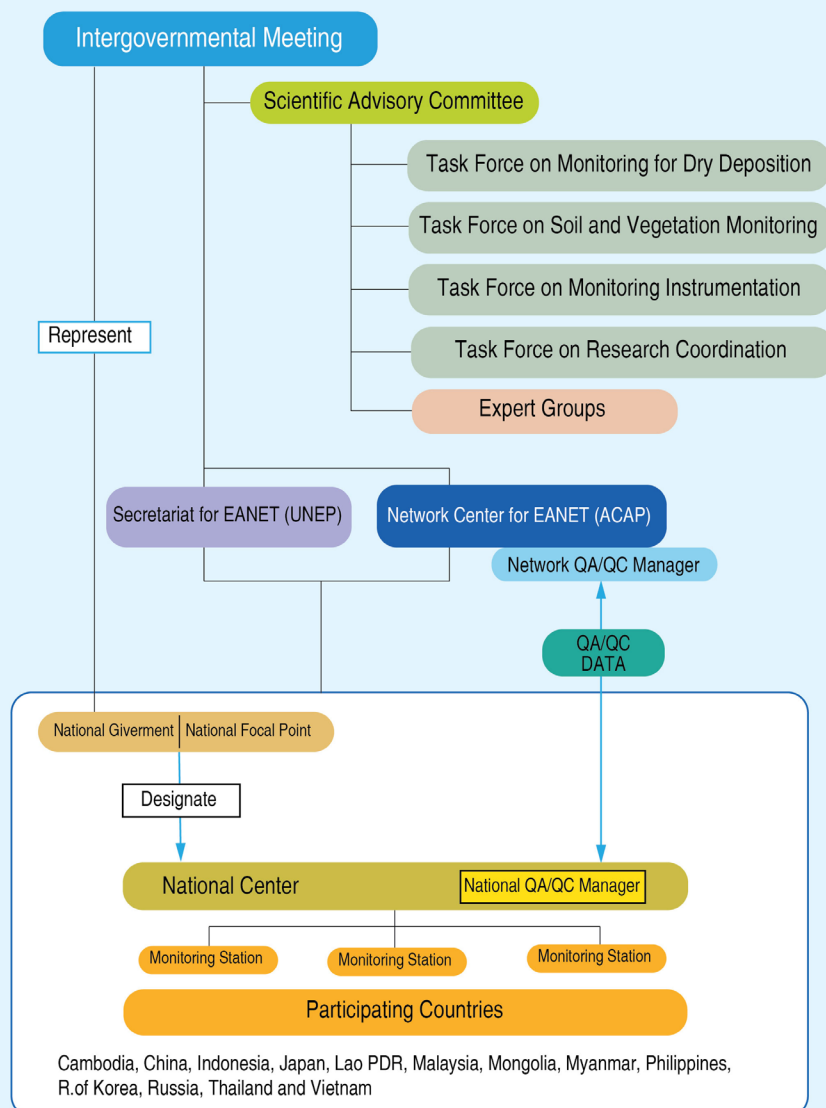 Intergovernmental Meeting
Scientific Advisory Committee
Task Force on Monitoring for Dry Deposition
Task Force on Soil and Vegetation Monitoring
Task Force on Monitoring Instrumentation
Represent
Task Force on Research Coordination
Expert Groups
Secretariat for EANET (UNEP)
Network Center for EANET (ACAP)
Network QA/QC Manager
QA/QC
DATA
National Giverment
National Focal Point
Designate
National Center
National QA/QC Manager
Monitoring Station
Monitoring Station
Monitoring Station
Participating Countries
Cambodia, China, Indonesia, Japan, Lao PDR, Malaysia, Mongolia, Myanmar, Philippines,
R.of Korea, Russia, Thailand and Vietnam